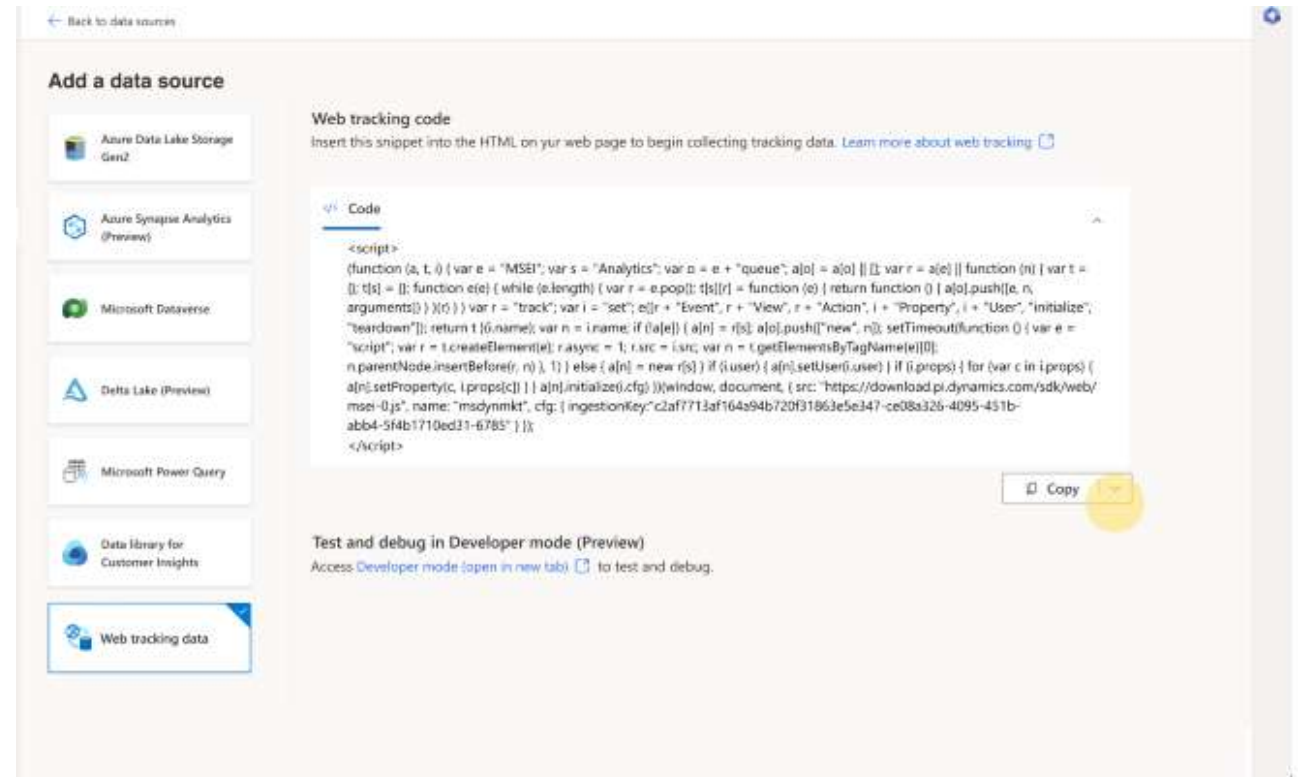 Back to data sources
Add a data source
Azure Data Lake Storage
Gen2
Azure Synapse Analytics
(Preview)
Microsoft Dataverse
Delta Lake (Preview)
Microsoft Power Query
Data library for
Customer Insights
Web tracking data
Web tracking code
Insert this snippet into the HTML on yur web page to begin collecting tracking data. Learn more about web tracking
</> Code
<script>
(function (a, t, i) { var e = "MSEI"; var s = "Analytics"; var o = e + "queue"; a[o] = a[o] || []; var r = a[e] || function (n) { var t =
{}; t[s] = []; function e(e) { while (e.length) { var r = e.pop(); t[s][r] = function (e) { return function () { a[o].push([e, n,
arguments]) } }(r) } } var r = "track"; var i = "set"; e([r + "Event", r + "View", r + "Action", i + "Property", i + "User", "initialize",
"teardown"]); return t }(i.name); var n = i.name; if (!a[e]) { a[n] = r[s]; a[o].push(["new", n]); setTimeout(function () { var e =
"script"; var r = t.createElement(e); r.async = 1; r.src = i.src; var n = t.getElementsByTagName(e)[0];
n.parentNode.insertBefore(r, n) }, 1) } else { a[n] = new r[s] } if (i.user) { a[n].setUser(i.user) } if (i.props) { for (var c in i.props) {
a[n].setProperty(c, i.props[c]) } } a[n].initialize(i.cfg) })(window, document, { src: "https://download.pi.dynamics.com/sdk/web/
msei-0.js", name: "msdynmkt", cfg: { ingestionKey:"c2af7713af164a94b720f31863e5e347-ce08a326-4095-451b-
abb4-5f4b1710ed31-6785" } });
</script>
Copy
Test and debug in Developer mode (Preview)
Access Developer mode (open in new tab) to test and debug.